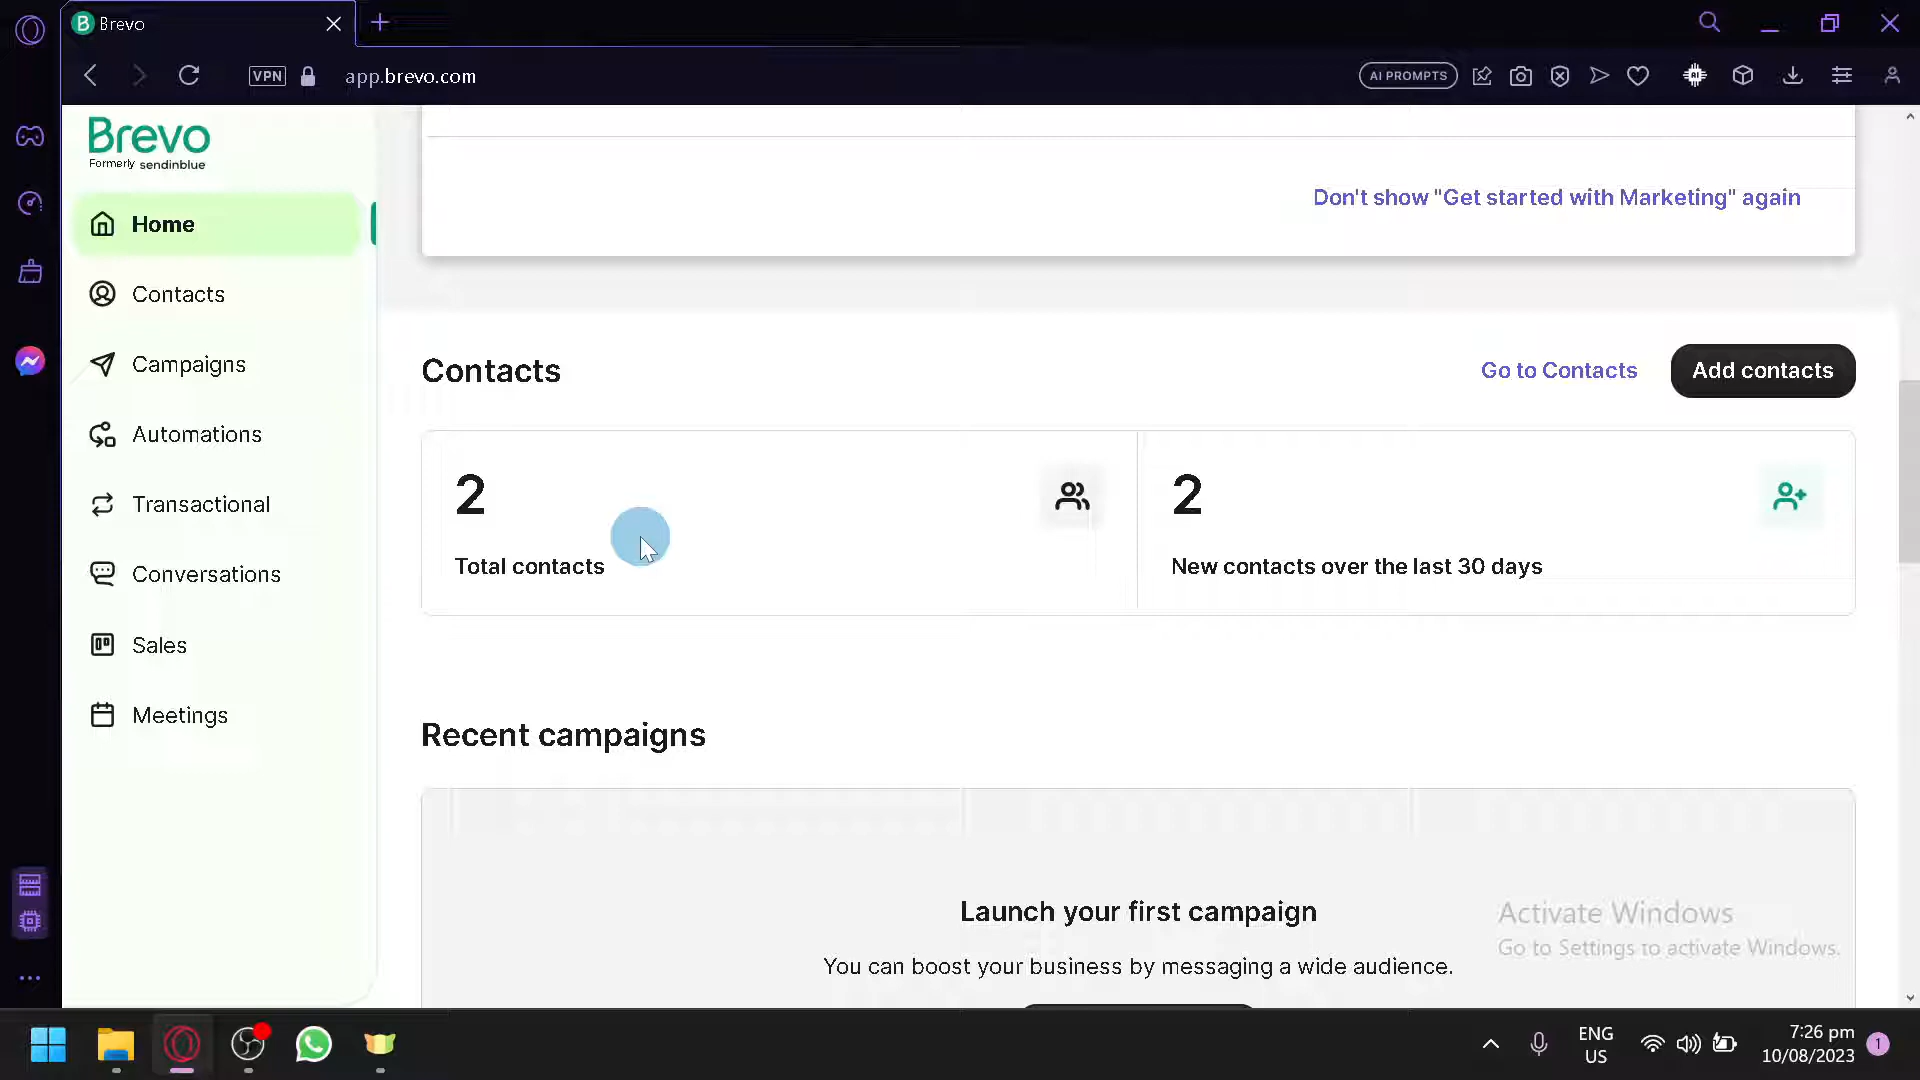 Brevo
VPN
app.brevo.com
AI PROMPTS
Brevo
Formerly sendinblue
Home
Contacts
Campaigns
Automations
Transactional
Conversations
Sales
Meetings
Don't show "Get started with Marketing" again
Contacts
Go to Contacts
Add contacts
2
Total contacts
2
New contacts over the last 30 days
Recent campaigns
Launch your first campaign
You can boost your business by messaging a wide audience.
Activate Windows
Go to Settings to activate Windows.
ENG
US
7:26 pm
10/08/2023
1